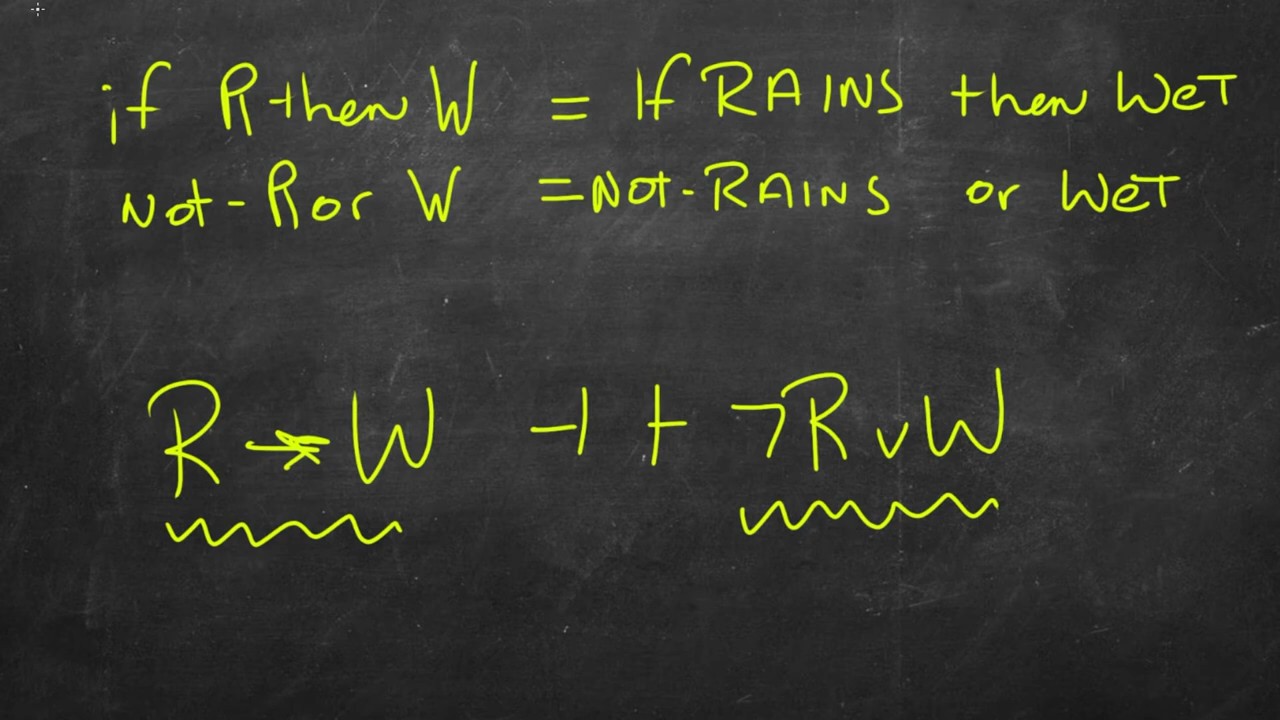 if R then W = If RAINS then WeT
Not-R or W = Not-RAINS or WeT
R → W ⊣ ⊢ ¬R ∨ W